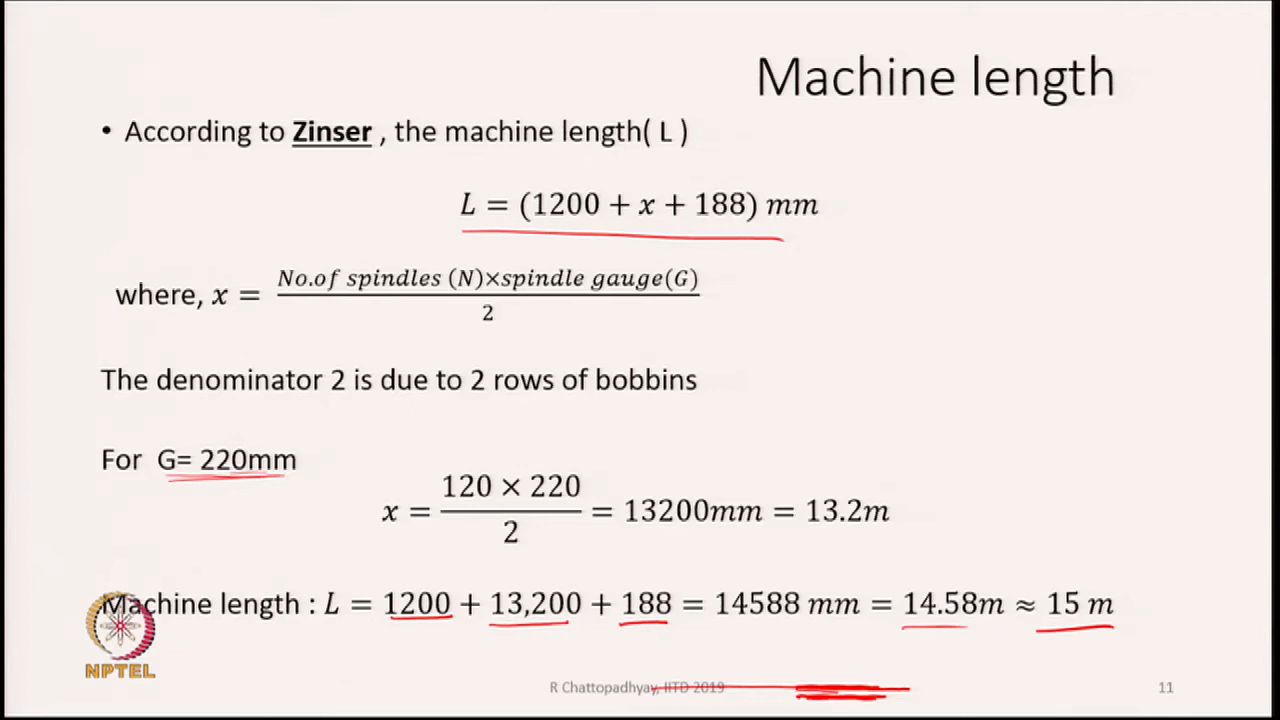 Machine length
• According to Zinser , the machine length( L )
L = (1200 + x + 188) mm
where, x = No.of spindles (N)×spindle gauge(G) / 2
The denominator 2 is due to 2 rows of bobbins
For G= 220mm
x = 120 × 220 / 2 = 13200mm = 13.2m
Machine length : L = 1200 + 13,200 + 188 = 14588 mm = 14.58m ≈ 15 m
NPTEL
R Chattopadhyay, IITD 2019
11